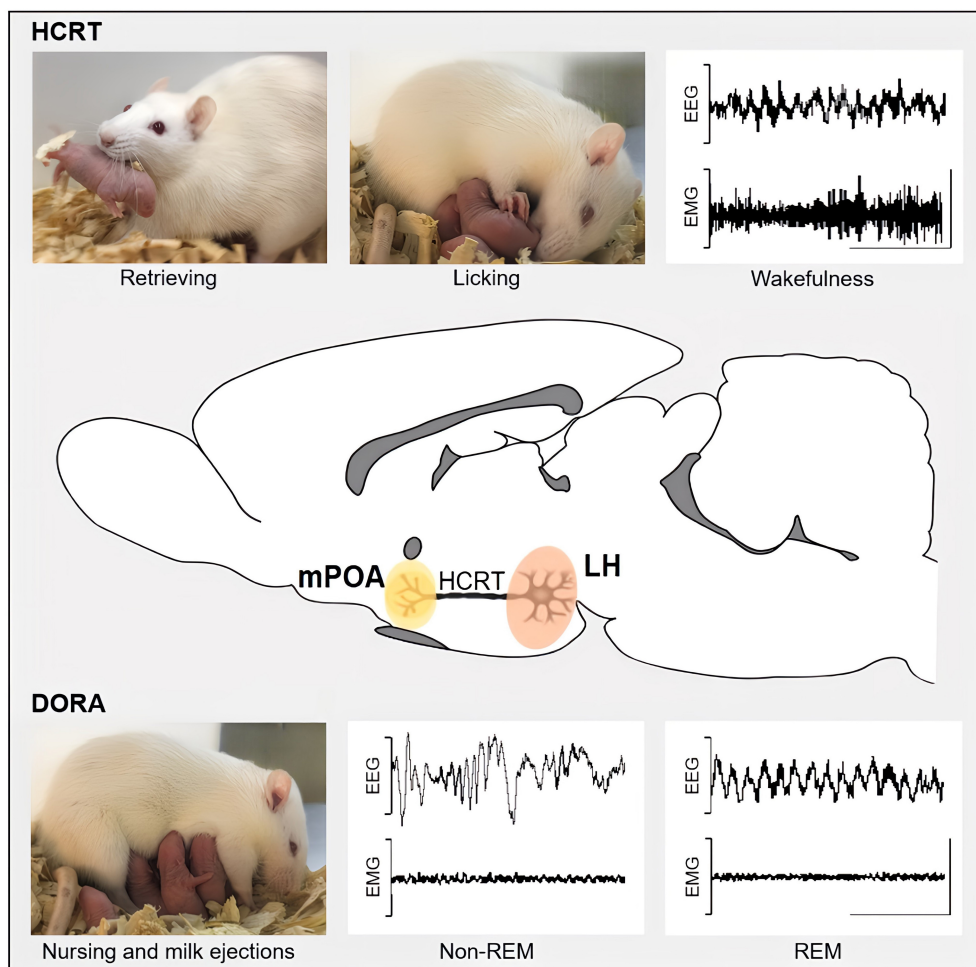 HCRT
EEG
EMG
Retrieving
Licking
Wakefulness
mPOA
HCRT
LH
DORA
EEG
EMG
EEG
EMG
Nursing and milk ejections
Non-REM
REM